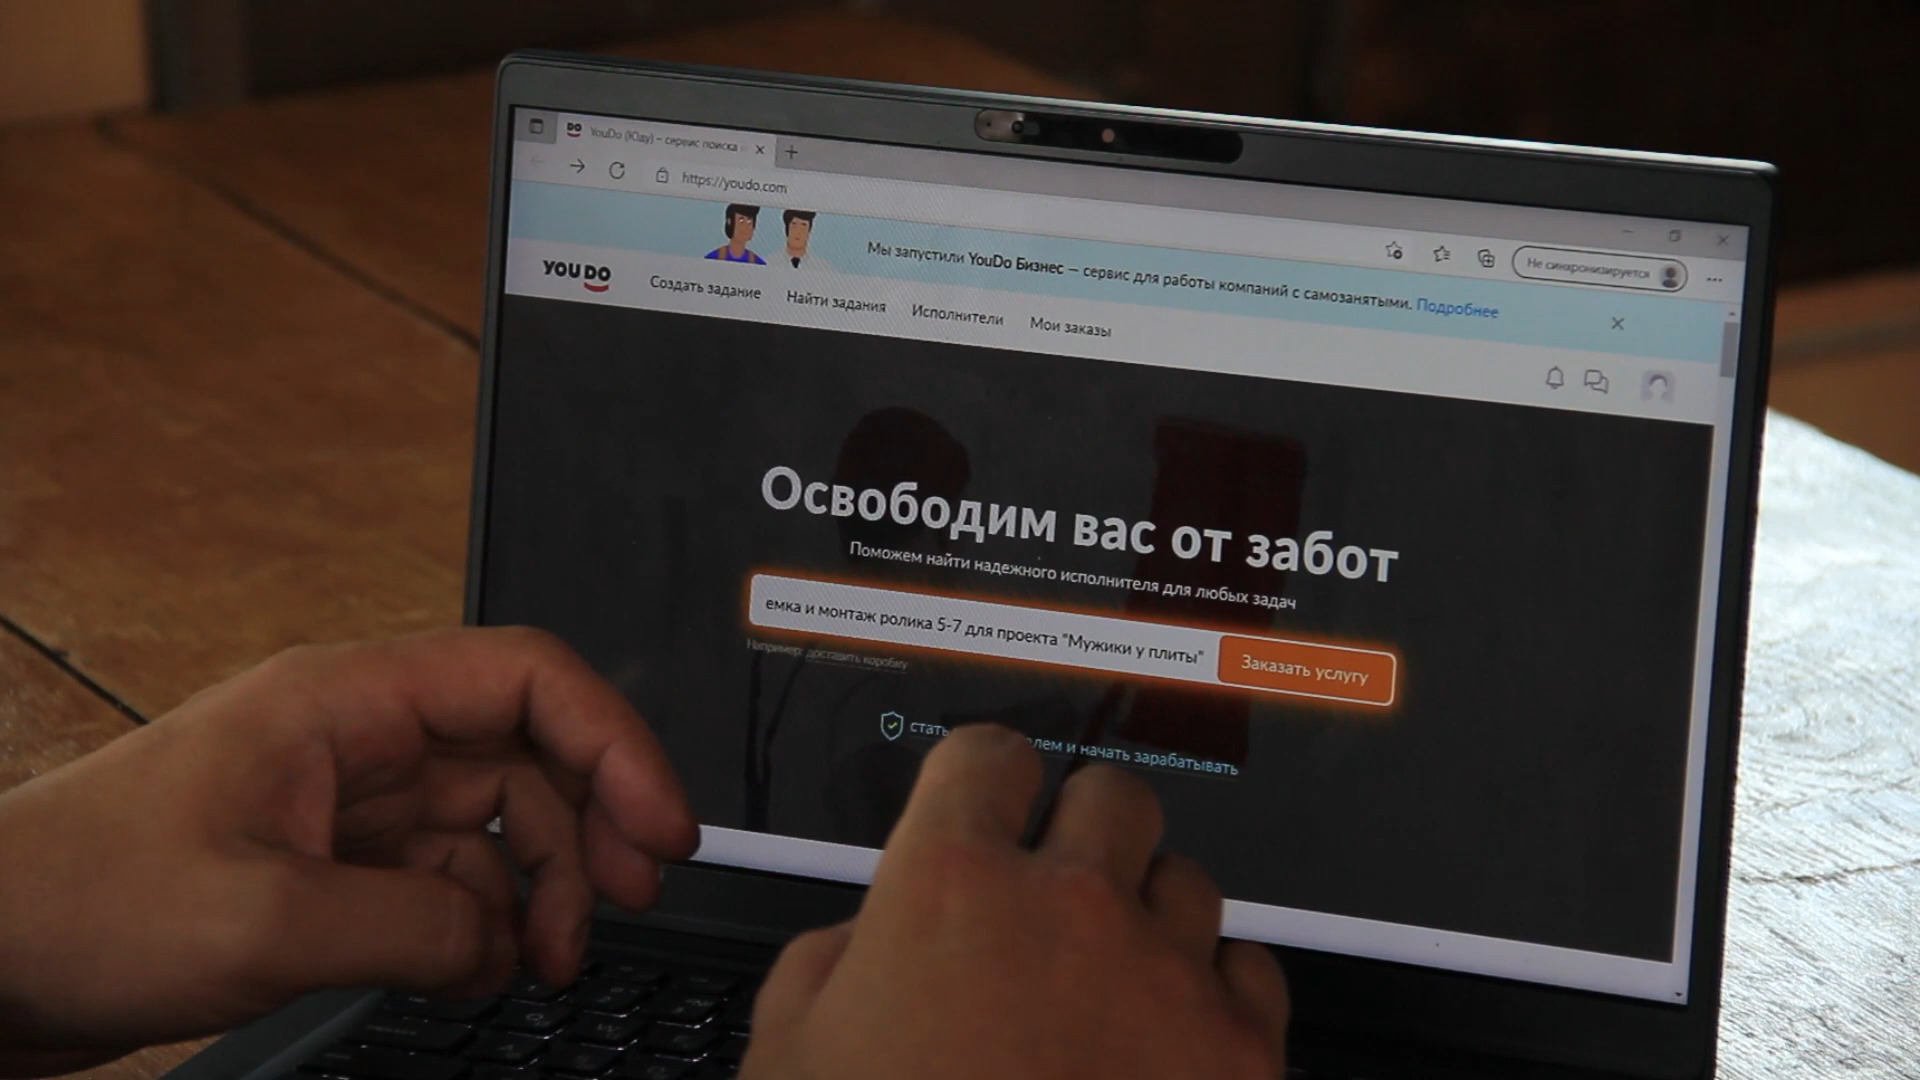 DO YouDo (Юду) – сервис поиска
https://youdo.com
Не синхронизируется
Мы запустили YouDo Бизнес — сервис для работы компаний с самозанятыми. Подробнее
YOU DO
Создать задание Найти задания Исполнители Мои заказы
Освободим вас от забот
Поможем найти надежного исполнителя для любых задач
емка и монтаж ролика 5-7 для проекта "Мужики у плиты" Заказать услугу
Например: доставить коробку
и начать зарабатывать